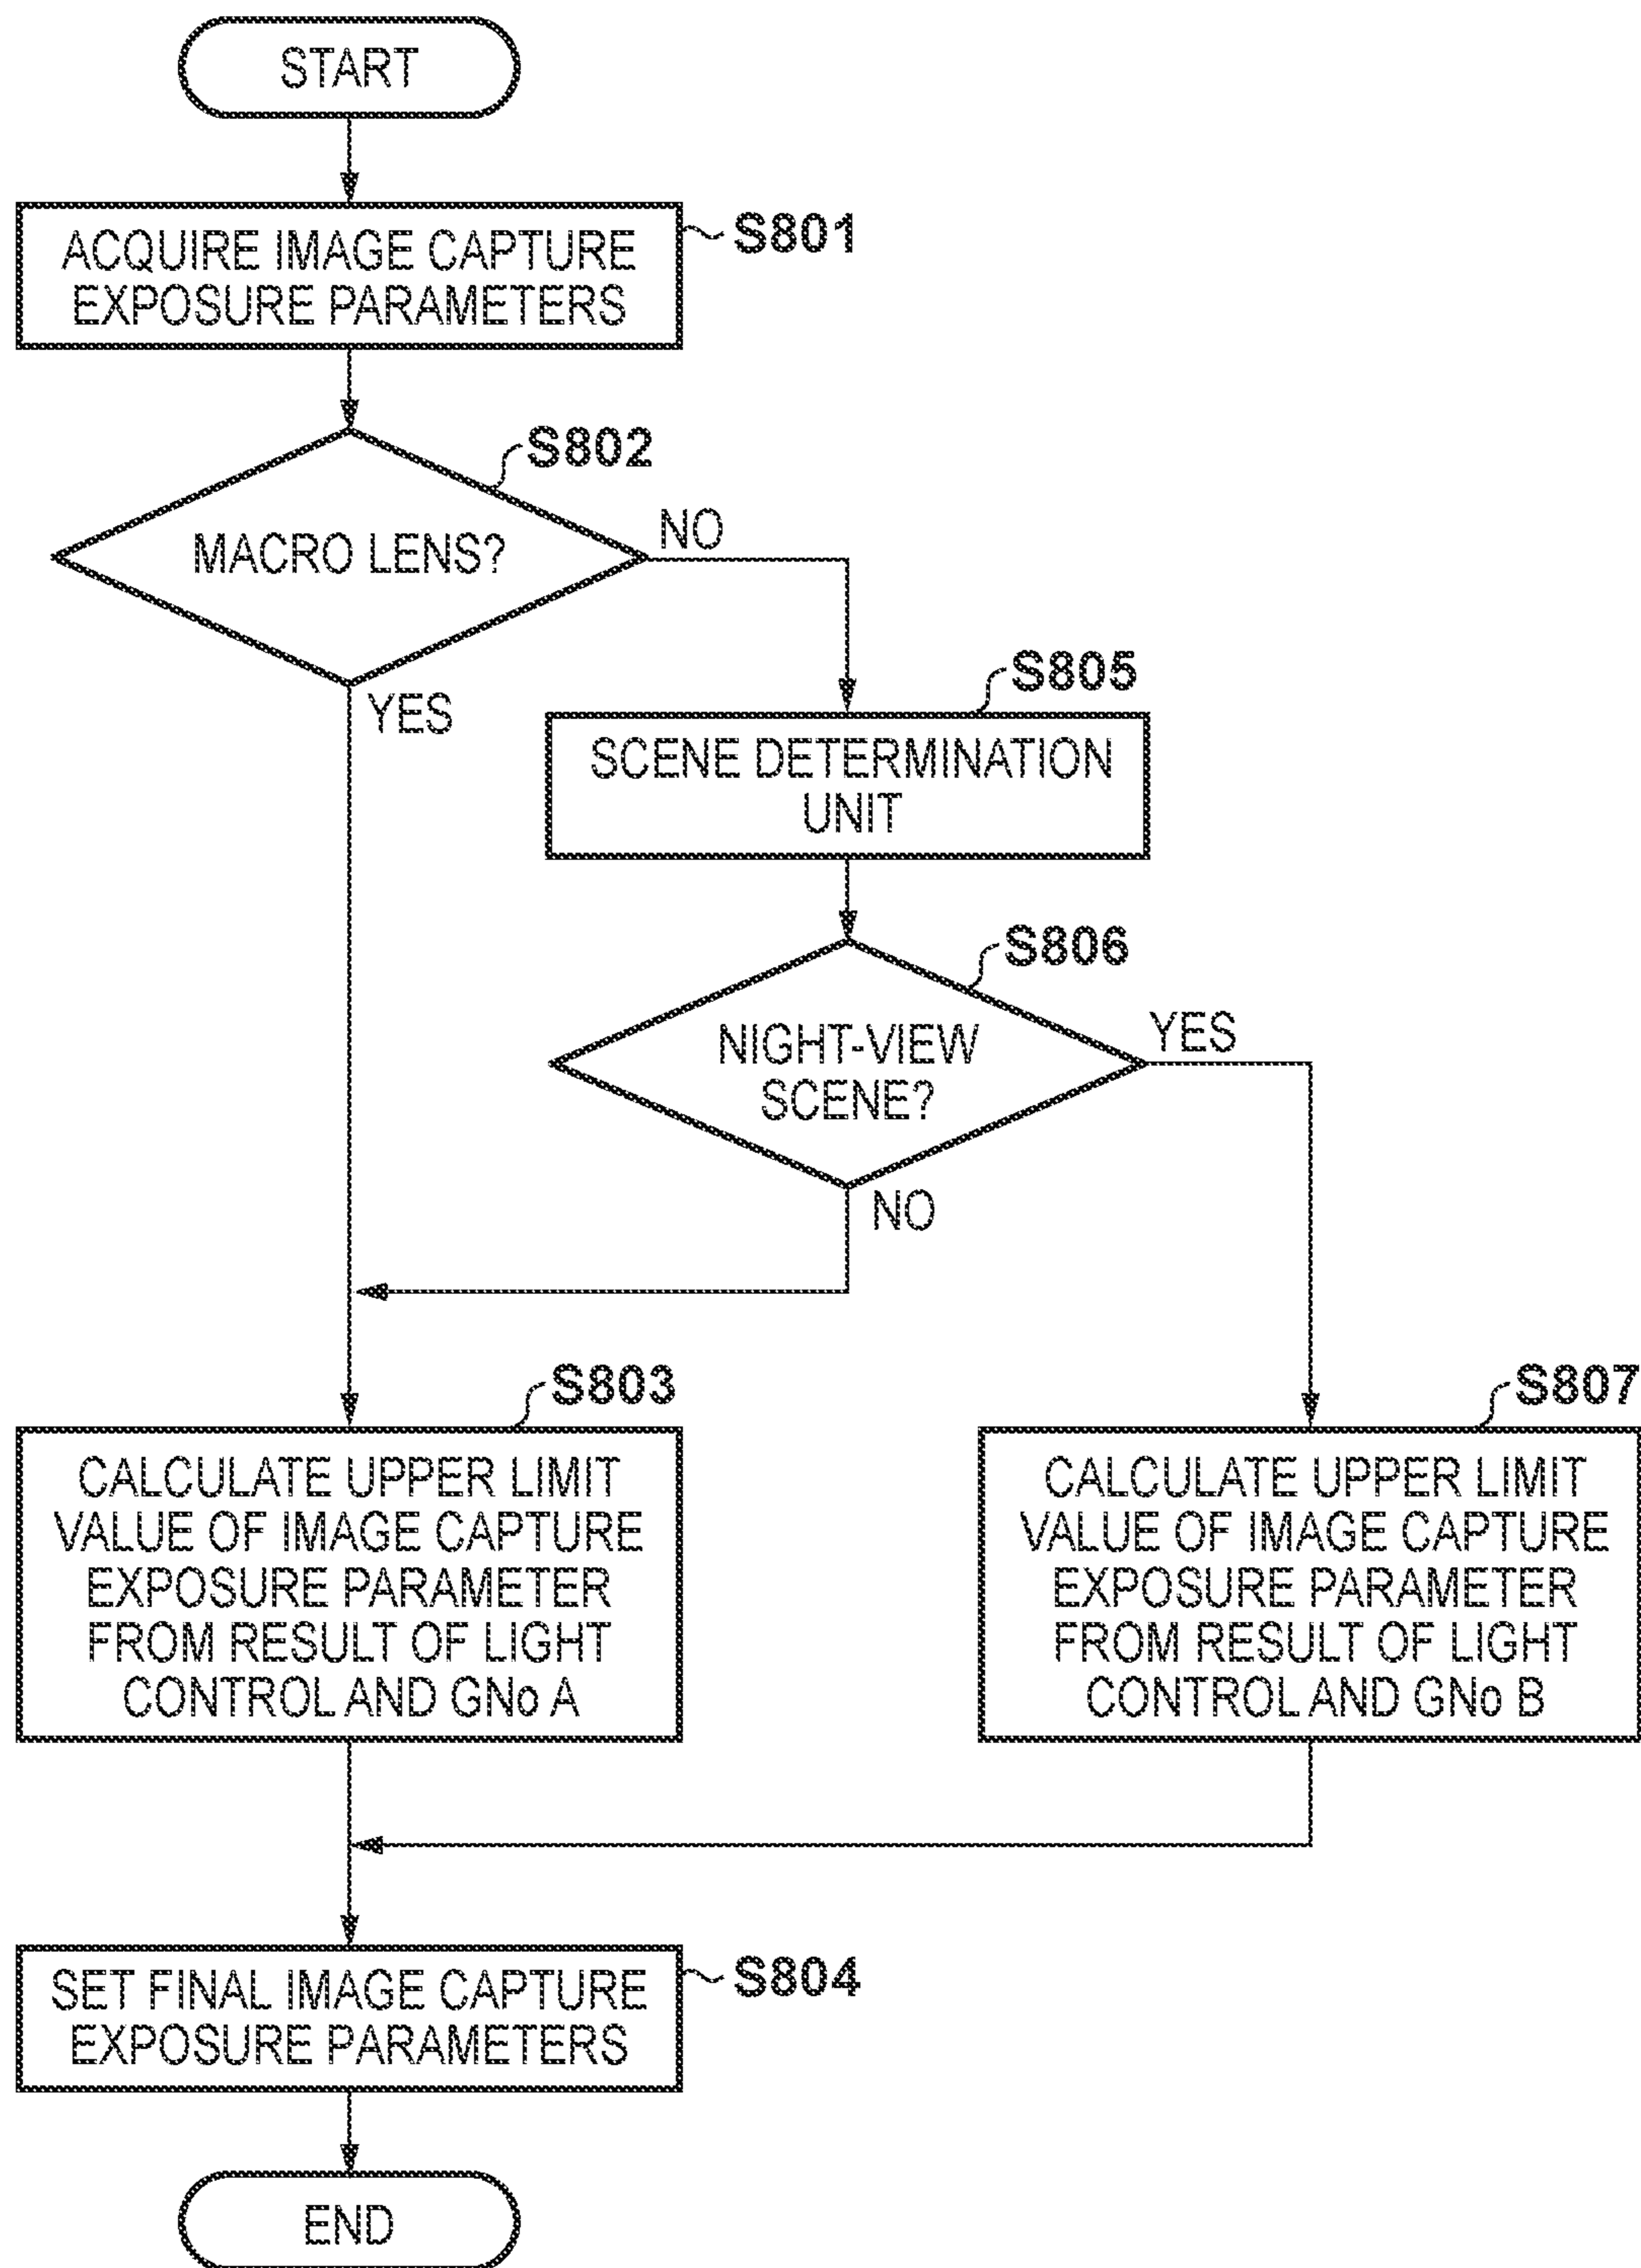 START
ACQUIRE IMAGE CAPTURE
EXPOSURE PARAMETERS
S801
S802
MACRO LENS?
NO
YES
S805
SCENE DETERMINATION
UNIT
S806
NIGHT-VIEW
SCENE?
YES
NO
S803
CALCULATE UPPER LIMIT
VALUE OF IMAGE CAPTURE
EXPOSURE PARAMETER
FROM RESULT OF LIGHT
CONTROL AND GNo A
S807
CALCULATE UPPER LIMIT
VALUE OF IMAGE CAPTURE
EXPOSURE PARAMETER
FROM RESULT OF LIGHT
CONTROL AND GNo B
SET FINAL IMAGE CAPTURE
EXPOSURE PARAMETERS
S804
END